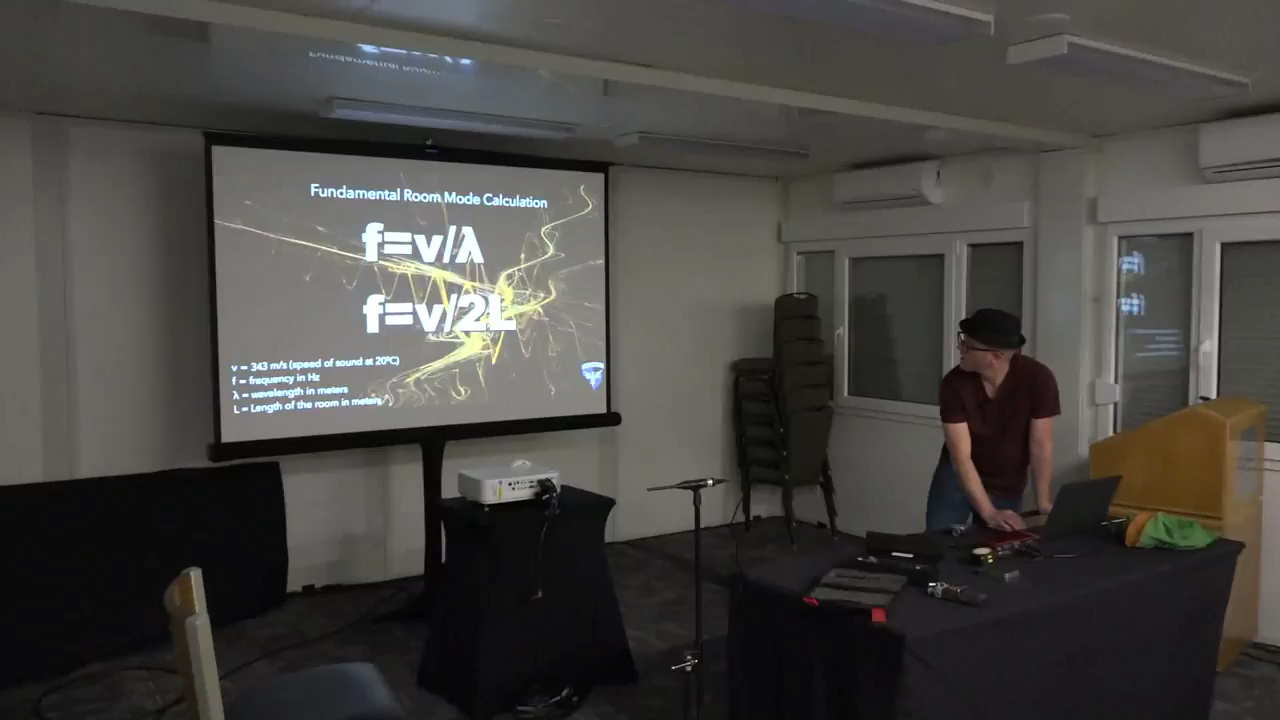 Fundamental Room Mode Calculation
f=v/λ
f=v/2L
v = 343 m/s (speed of sound at 20ºC)
f = frequency in Hz
λ = wavelength in meters
L = Length of the room in meters